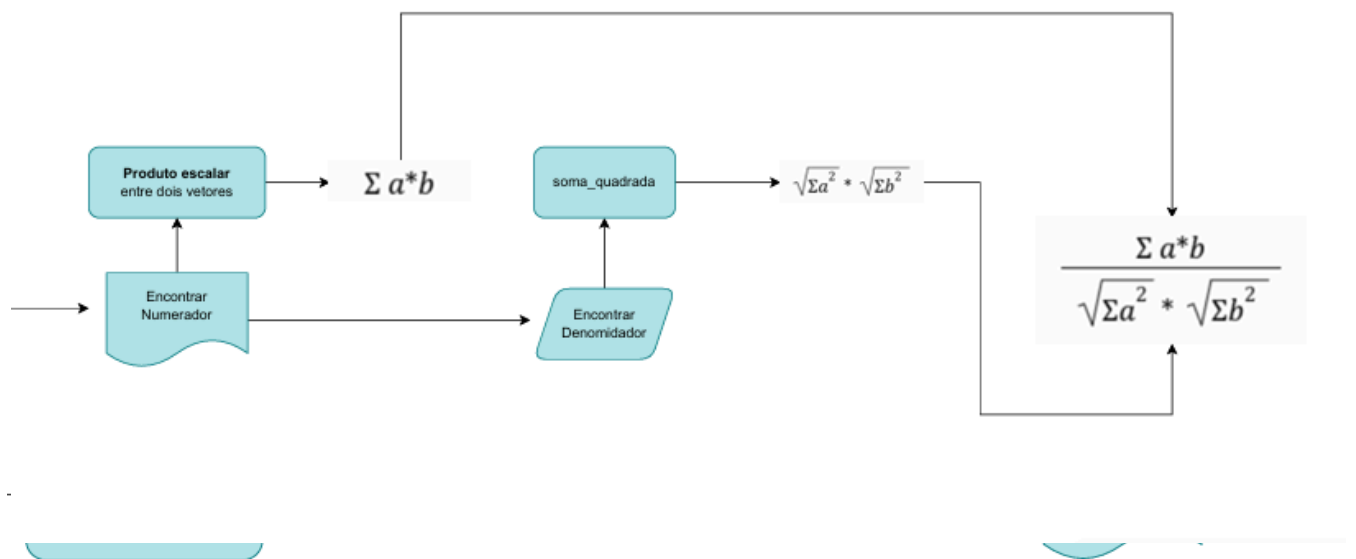 Produto escalar
entre dois vetores
Σ a*b
soma_quadrada
√Σa² * √Σb²
Σ a*b
√Σa² * √Σb²
Encontrar
Numerador
Encontrar
Denomidador